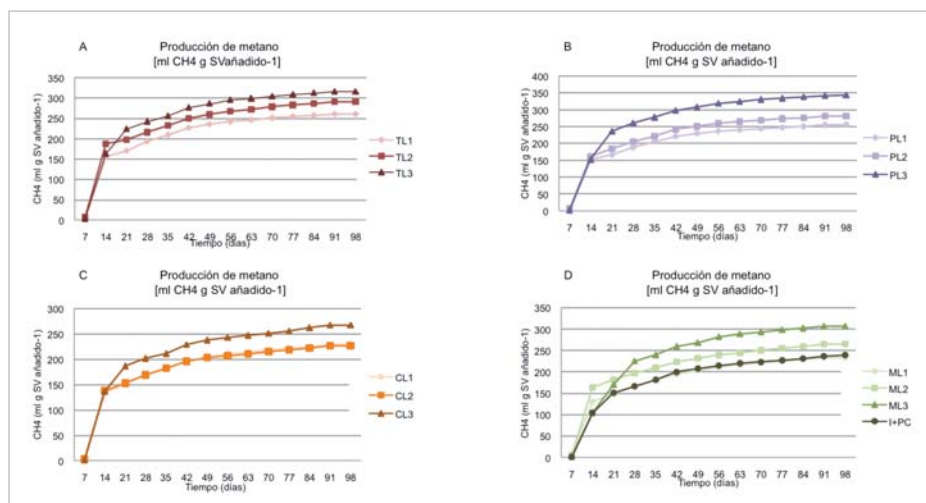 A
Producción de metano
[ml CH4 g SVañadido-1]
CH4 (ml g SV añadido-1)
350
300
250
200
150
100
50
0
7 14 21 28 35 42 49 56 63 70 77 84 91 98
Tiempo (días)
TL1
TL2
TL3
B
Producción de metano
[ml CH4 g SV añadido-1]
CH4 (ml g SV añadido-1)
400
350
300
250
200
150
100
50
0
7 14 21 28 35 42 49 56 63 70 77 84 91 98
Tiempo (días)
PL1
PL2
PL3
C
Producción de metano
[ml CH4 g SV añadido-1]
CH4 (ml g SV añadido-1)
300
250
200
150
100
50
0
7 14 21 28 35 42 49 56 63 70 77 84 91 98
Tiempo (días)
CL1
CL2
CL3
D
Producción de metano
[ml CH4 g SV añadido-1]
CH4 (ml g SV añadido-1)
350
300
250
200
150
100
50
0
7 14 21 28 35 42 49 56 63 70 77 84 91 98
Tiempo (días)
ML1
ML2
ML3
I+PC